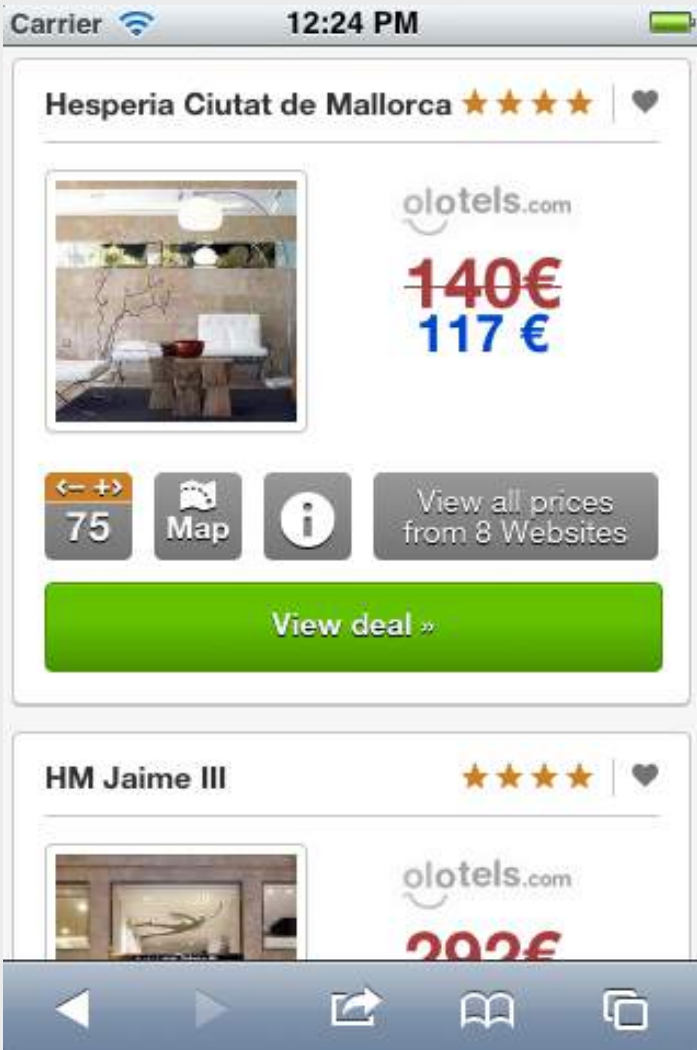 Carrier 12:24 PM
Hesperia Ciutat de Mallorca
olotels.com
140€
117 €
<- +>
75
Map
i
View all prices
from 8 Websites
View deal »
HM Jaime III
olotels.com
292€